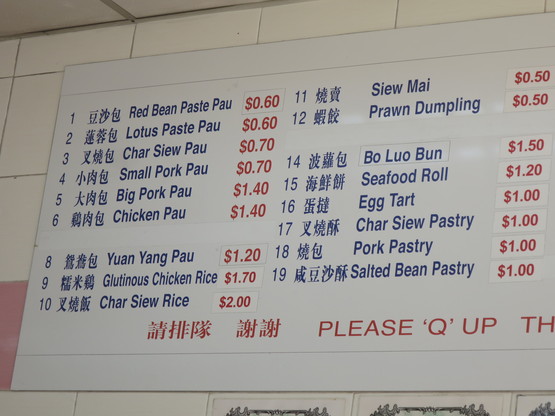 1 豆沙包 Red Bean Paste Pau $0.60
2 蓮蓉包 Lotus Paste Pau $0.60
3 叉燒包 Char Siew Pau $0.70
4 小肉包 Small Pork Pau $0.70
5 大肉包 Big Pork Pau $1.40
6 鷄肉包 Chicken Pau $1.40
8 鴛鴦包 Yuan Yang Pau $1.20
9 糯米鷄 Glutinous Chicken Rice $1.70
10 叉燒飯 Char Siew Rice $2.00
11 燒賣 Siew Mai $0.50
12 蝦餃 Prawn Dumpling $0.50
14 波蘿包 Bo Luo Bun $1.50
15 海鮮餅 Seafood Roll $1.20
16 蛋撻 Egg Tart $1.00
17 叉燒酥 Char Siew Pastry $1.00
18 燒包 Pork Pastry $1.00
19 咸豆沙酥 Salted Bean Pastry $1.00
請排隊 謝謝 PLEASE ‘Q’ UP TH